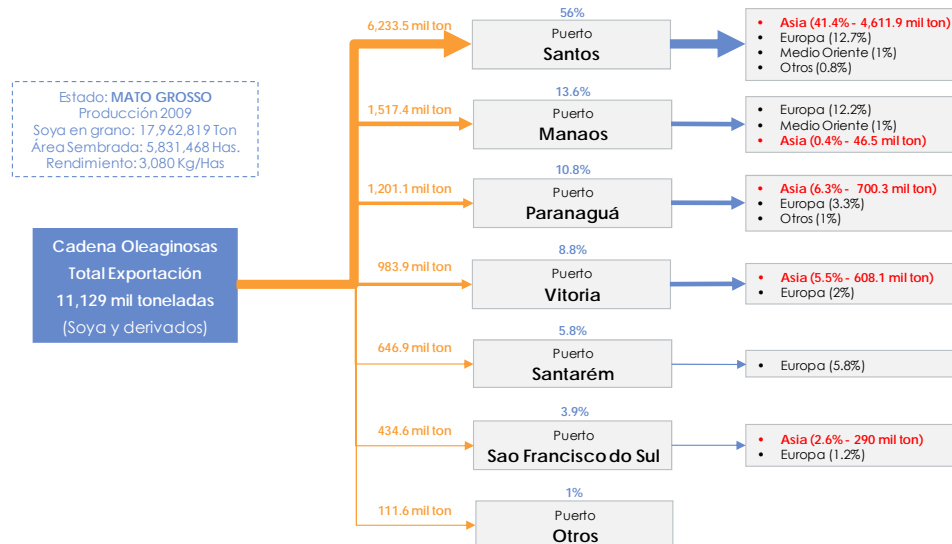 Estado: MATO GROSSO
Producción 2009
Soya en grano: 17,962,819 Ton
Área Sembrada: 5,831,468 Has.
Rendimiento: 3,080 Kg/Has
Cadena Oleaginosas
Total Exportación
11,129 mil toneladas
(Soya y derivados)
6,233.5 mil ton
56%
Puerto
Santos
• Asia (41.4% - 4,611.9 mil ton)
• Europa (12.7%)
• Medio Oriente (1%)
• Otros (0.8%)
1,517.4 mil ton
13.6%
Puerto
Manaos
• Europa (12.2%)
• Medio Oriente (1%)
• Asia (0.4% - 46.5 mil ton)
1,201.1 mil ton
10.8%
Puerto
Paranaguá
• Asia (6.3% - 700.3 mil ton)
• Europa (3.3%)
• Otros (1%)
983.9 mil ton
8.8%
Puerto
Vitoria
• Asia (5.5% - 608.1 mil ton)
• Europa (2%)
646.9 mil ton
5.8%
Puerto
Santarém
• Europa (5.8%)
434.6 mil ton
3.9%
Puerto
Sao Francisco do Sul
• Asia (2.6% - 290 mil ton)
• Europa (1.2%)
111.6 mil ton
1%
Puerto
Otros